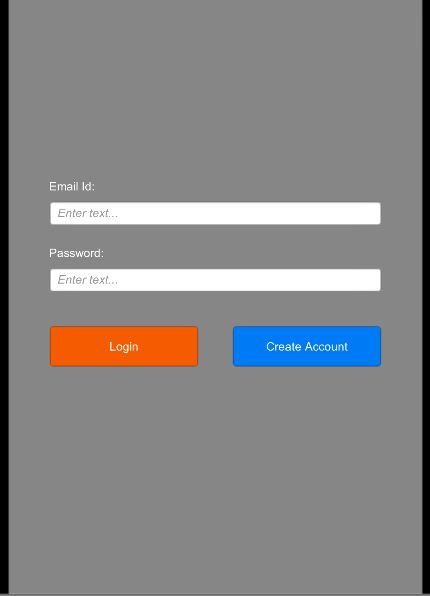 Email Id:
Enter text...
Password:
Enter text...
Login
Create Account